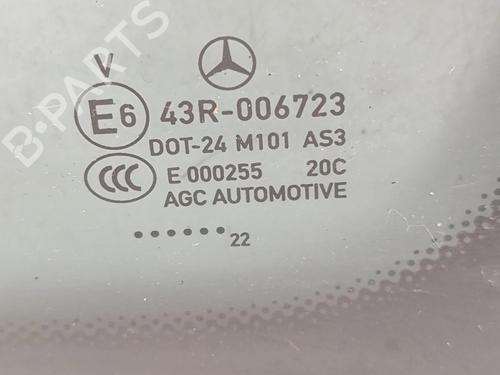 B-PARTS
V
E6 43R-006723
DOT-24 M101 AS3
CCC E 000255 20C
AGC AUTOMOTIVE
...... 22